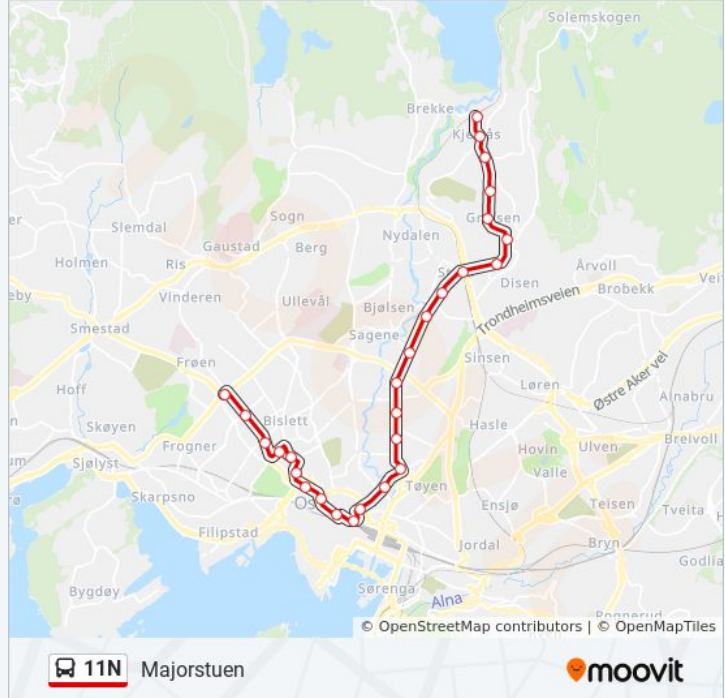 Solemskogen
Brekke
Kjelsås
Grefsen
Sogn
Slemdal
Gaustad
Berg
Nydalen
Holmen
Ris
Årvoll
Disen
Brobekk
Vinderen
Ullevål
Bjølsen
Trondheimsveien
Smestad
Sagene
Sinsen
Frøen
Østre Aker vei
Hoff
Løren
Alnabru
Skøyen
Bislett
Hasle
Brelvoll
Frogner
Hovin
Ulven
Sjølyst
Valle
Skarpsno
Tøyen
Ensjø
Teisen
Tveita
Filipstad
Jordal
Bryn
Bygdøy
Sørenga
Alna
© OpenStreetMap contributors | © OpenMapTiles
11N Majorstuen
moovit